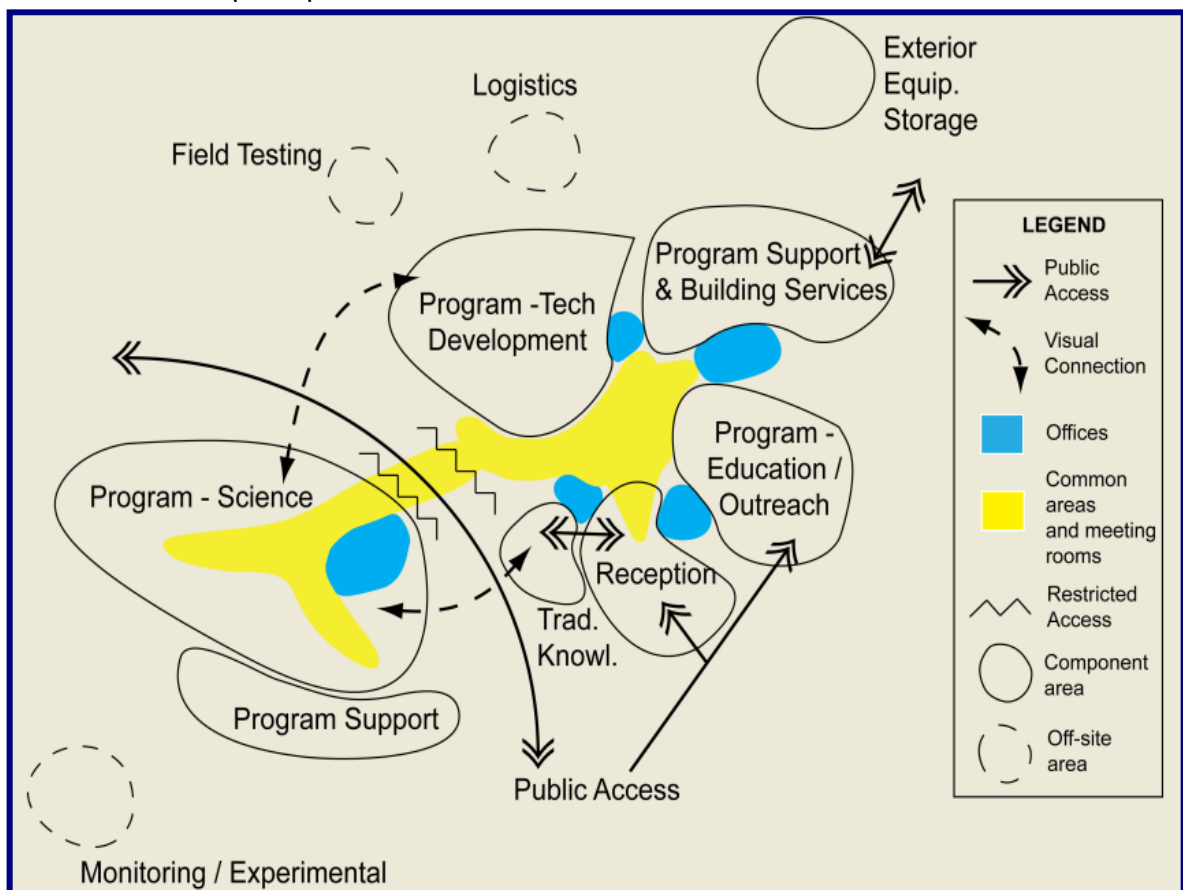 Exterior
Equip.
Storage
Logistics
Field Testing
Program Support
& Building Services
Program -Tech
Development
Program -
Education /
Outreach
Program - Science
Reception
Trad.
Knowl.
Program Support
Public Access
Monitoring / Experimental
LEGEND
Public
Access
Visual
Connection
Offices
Common
areas
and meeting
rooms
Restricted
Access
Component
area
Off-site
area